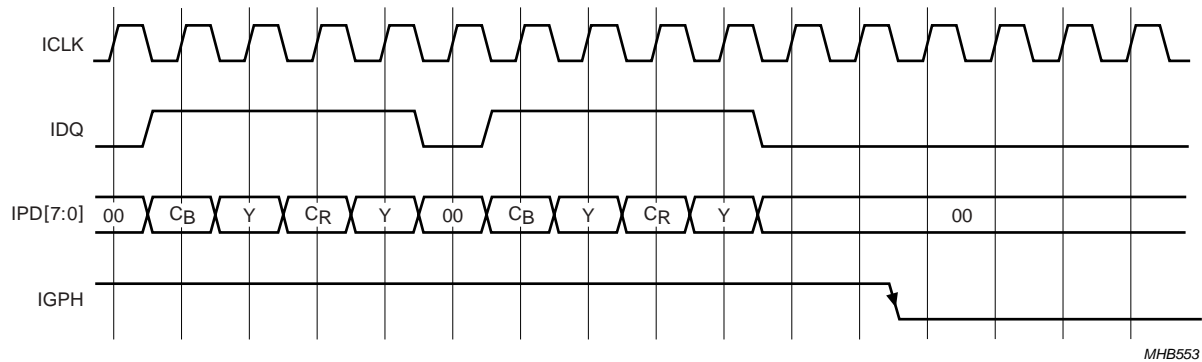 ICLK
IDQ
IPD[7:0] 00 CB Y CR Y 00 CB Y CR Y 00
IGPH
MHB553